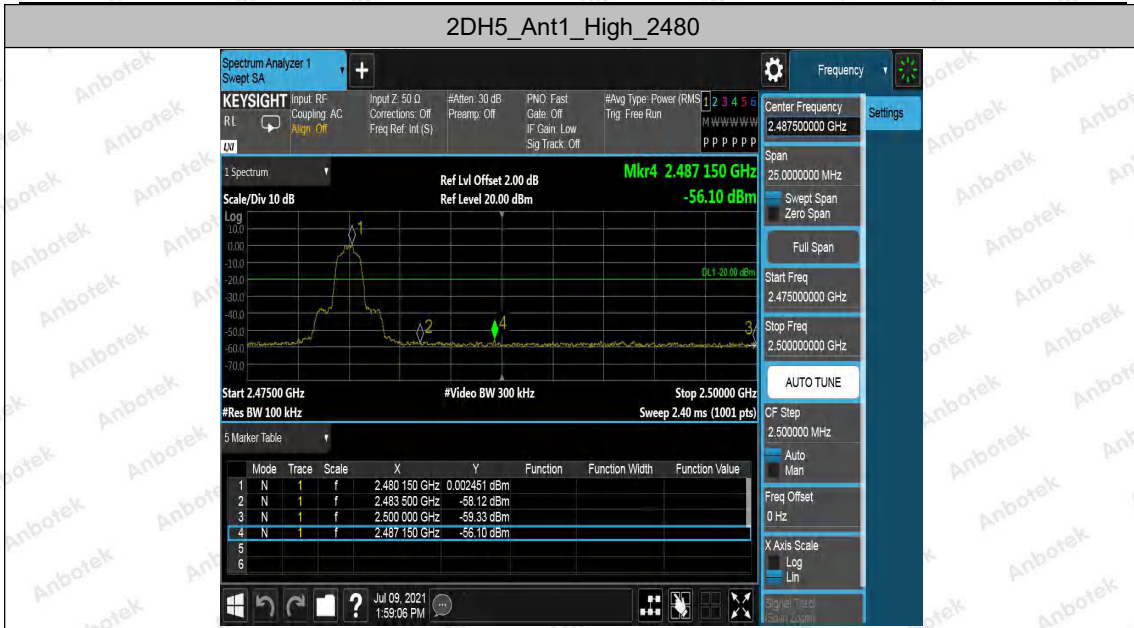 2DH5_Ant1_High_2480
Spectrum Analyzer 1
Swept SA
+
Frequency
KEYSIGHT
RL
LXI
Input: RF
Coupling: AC
Align: Off
Input Z: 50 Ω
Corrections: Off
Freq Ref: Int (S)
#Atten: 30 dB
Preamp: Off
PNO: Fast
Gate: Off
IF Gain: Low
Sig Track: Off
#Avg Type: Power (RMS
Trig: Free Run
1 2 3 4 5 6
M W W W W W
P P P P P P
Center Frequency
2.487500000 GHz
Settings
Span
25.0000000 MHz
Swept Span
Zero Span
Full Span
Start Freq
2.475000000 GHz
Stop Freq
2.500000000 GHz
AUTO TUNE
CF Step
2.500000 MHz
Auto
Man
Freq Offset
0 Hz
X Axis Scale
Log
Lin
Signal Track
(Span Zoom)
1 Spectrum
Scale/Div 10 dB
Ref Lvl Offset 2.00 dB
Ref Level 20.00 dBm
Mkr4 2.487 150 GHz
-56.10 dBm
Log
10.0
0.00
-10.0
-20.0
-30.0
-40.0
-50.0
-60.0
-70.0
1
2
4
3
DL1 -20.00 dBm
Start 2.47500 GHz
#Video BW 300 kHz
Stop 2.50000 GHz
#Res BW 100 kHz
Sweep 2.40 ms (1001 pts)
5 Marker Table
Mode Trace Scale X Y Function Function Width Function Value
1 N 1 f 2.480 150 GHz 0.002451 dBm
2 N 1 f 2.483 500 GHz -58.12 dBm
3 N 1 f 2.500 000 GHz -59.33 dBm
4 N 1 f 2.487 150 GHz -56.10 dBm
5
6
?
Jul 09, 2021
1:59:06 PM
Anbotek